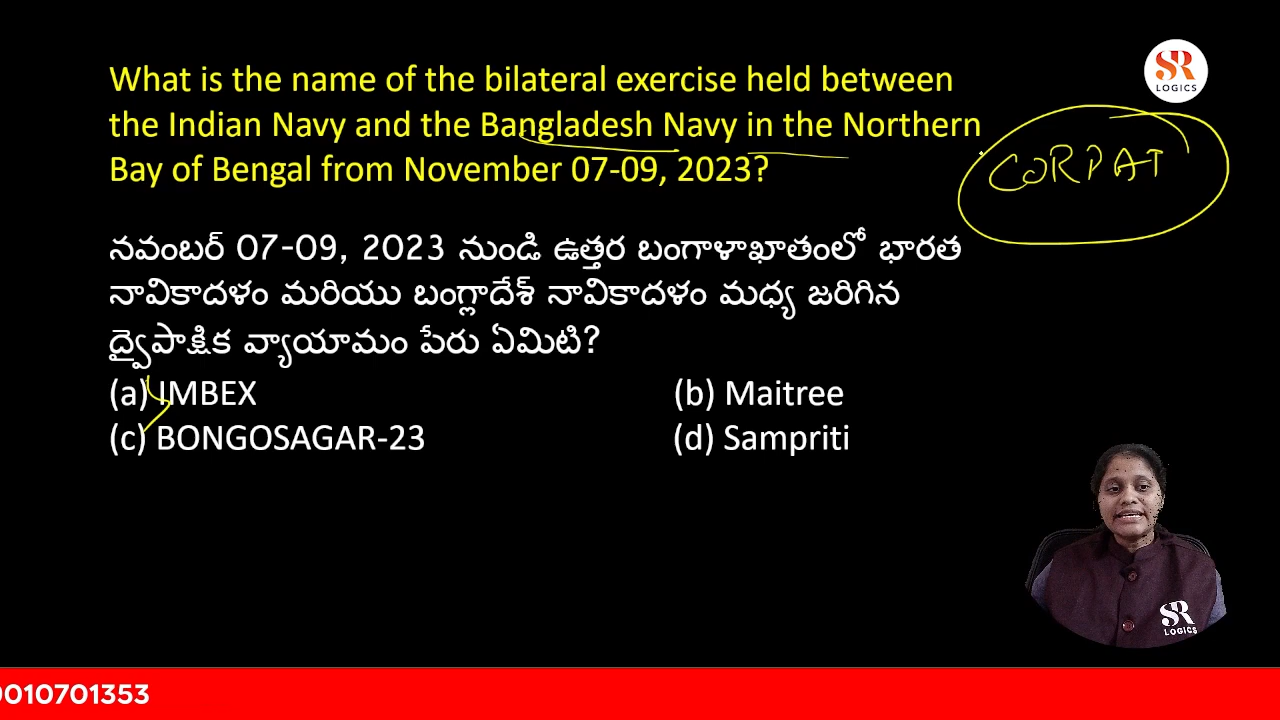 What is the name of the bilateral exercise held between
the Indian Navy and the Bangladesh Navy in the Northern
Bay of Bengal from November 07-09, 2023?
SR
LOGICS
CORPAT
నవంబర్ 07-09, 2023 నుండి ఉత్తర బంగాళాఖాతంలో భారత
నావికాదళం మరియు బంగ్లాదేశ్ నావికాదళం మధ్య జరిగిన
ద్వైపాక్షిక వ్యాయామం పేరు ఏమిటి?
(a) IMBEX (b) Maitree
(c) BONGOSAGAR-23 (d) Sampriti
SR
LOGICS
010701353